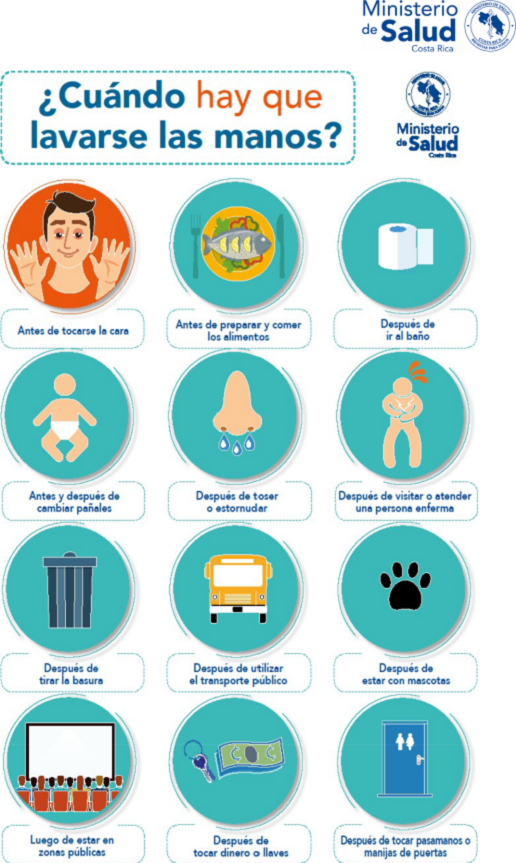 Ministerio
de Salud
Costa Rica
¿Cuándo hay que
lavarse las manos?
Ministerio
de Salud
Costa Rica
Antes de tocarse la cara
Antes de preparar y comer
los alimentos
Después de
ir al baño
Antes y después de
cambiar pañales
Después de toser
o estornudar
Después de visitar o atender
una persona enferma
Después de
tirar la basura
Después de utilizar
el transporte público
Después de
estar con mascotas
Luego de estar en
zonas públicas
Después de
tocar dinero o llaves
Después de tocar pasamanos o
manijas de puertas